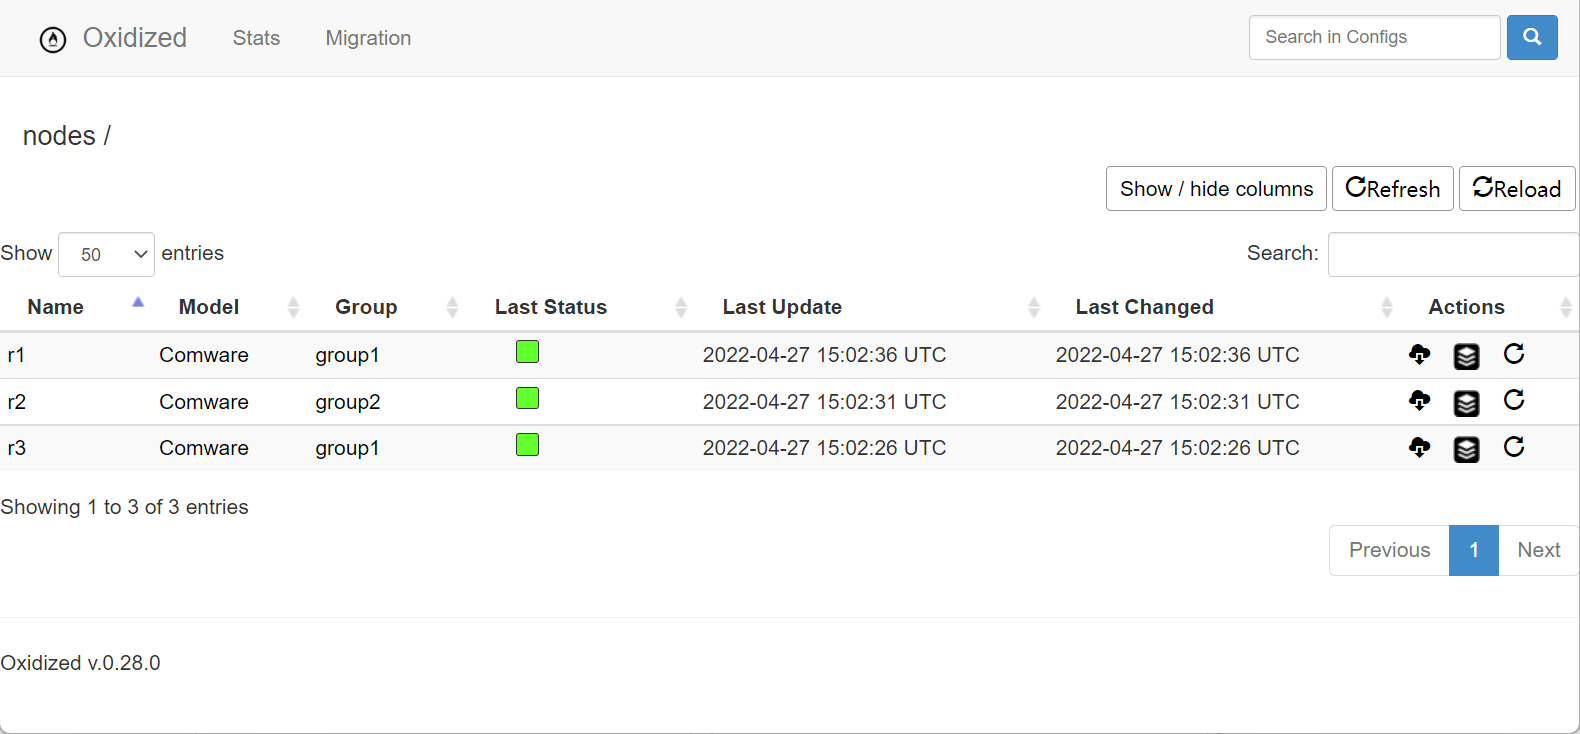 Oxidized Stats Migration Search in Configs
nodes /
Show / hide columns Refresh Reload
Show 50 entries Search:
Name Model Group Last Status Last Update Last Changed Actions
r1 Comware group1 2022-04-27 15:02:36 UTC 2022-04-27 15:02:36 UTC
r2 Comware group2 2022-04-27 15:02:31 UTC 2022-04-27 15:02:31 UTC
r3 Comware group1 2022-04-27 15:02:26 UTC 2022-04-27 15:02:26 UTC
Showing 1 to 3 of 3 entries
Previous 1 Next
Oxidized v.0.28.0